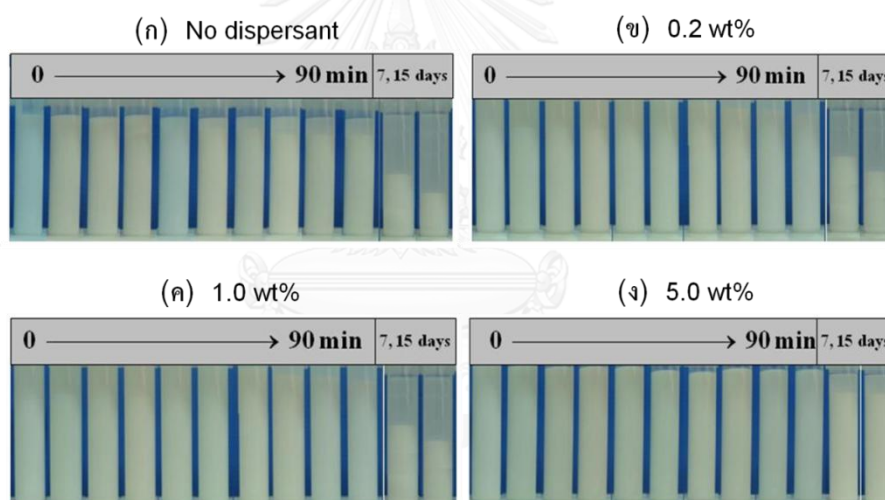 (ก) No dispersant
0 → 90 min 7, 15 days
(ข) 0.2 wt%
0 → 90 min 7, 15 days
(ค) 1.0 wt%
0 → 90 min 7, 15 days
(ง) 5.0 wt%
0 → 90 min 7, 15 days